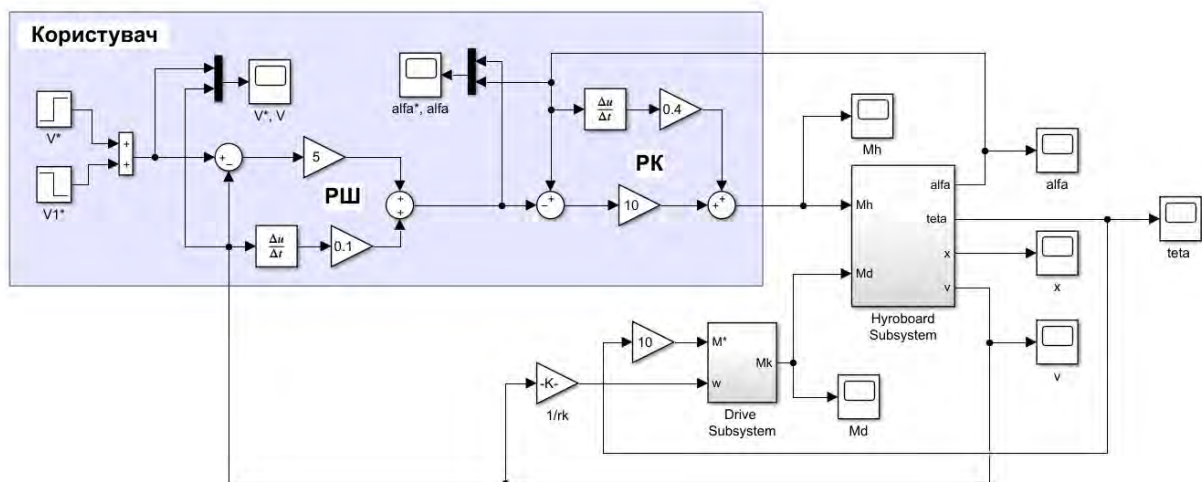 Користувач
V*
V1*
+
+
V*, V
+
−
5
РШ
Δu
Δt
0.1
+
+
alfa*, alfa
Δu
Δt
0.4
РК
−
+
10
+
+
Mh
Mh
Md
alfa
teta
x
v
Hyroboard
Subsystem
alfa
teta
x
v
10
-K-
1/rk
M*
w
Mk
Drive
Subsystem
Md